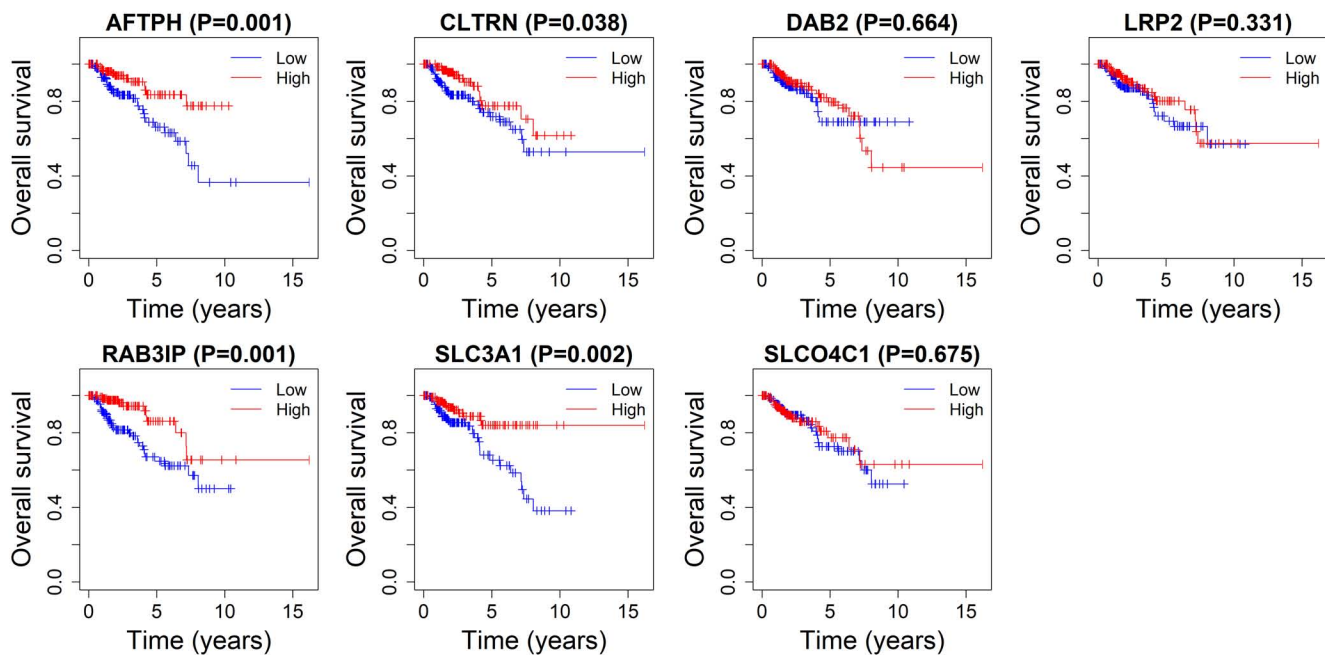 AFTPH (P=0.001)
Low
High
Overall survival
0.0 0.4 0.8
0 5 10 15
Time (years)
CLTRN (P=0.038)
Low
High
Overall survival
0.0 0.4 0.8
0 5 10 15
Time (years)
DAB2 (P=0.664)
Low
High
Overall survival
0.0 0.4 0.8
0 5 10 15
Time (years)
LRP2 (P=0.331)
Low
High
Overall survival
0.0 0.4 0.8
0 5 10 15
Time (years)
RAB3IP (P=0.001)
Low
High
Overall survival
0.0 0.4 0.8
0 5 10 15
Time (years)
SLC3A1 (P=0.002)
Low
High
Overall survival
0.0 0.4 0.8
0 5 10 15
Time (years)
SLCO4C1 (P=0.675)
Low
High
Overall survival
0.0 0.4 0.8
0 5 10 15
Time (years)